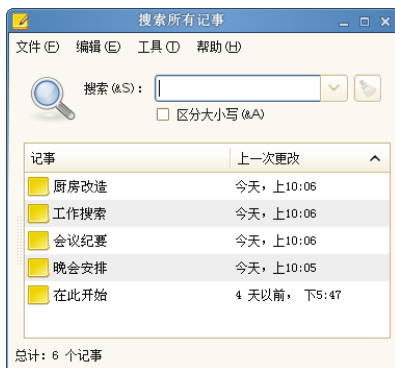 搜索所有记事
文件(F) 编辑(E) 工具(T) 帮助(H)
搜索(&S):
区分大小写(&A)
记事 上一次更改
厨房改造 今天，上10:06
工作搜索 今天，上10:06
会议纪要 今天，上10:06
晚会安排 今天，上10:05
在此开始 4 天以前， 下5:47
总计: 6 个记事